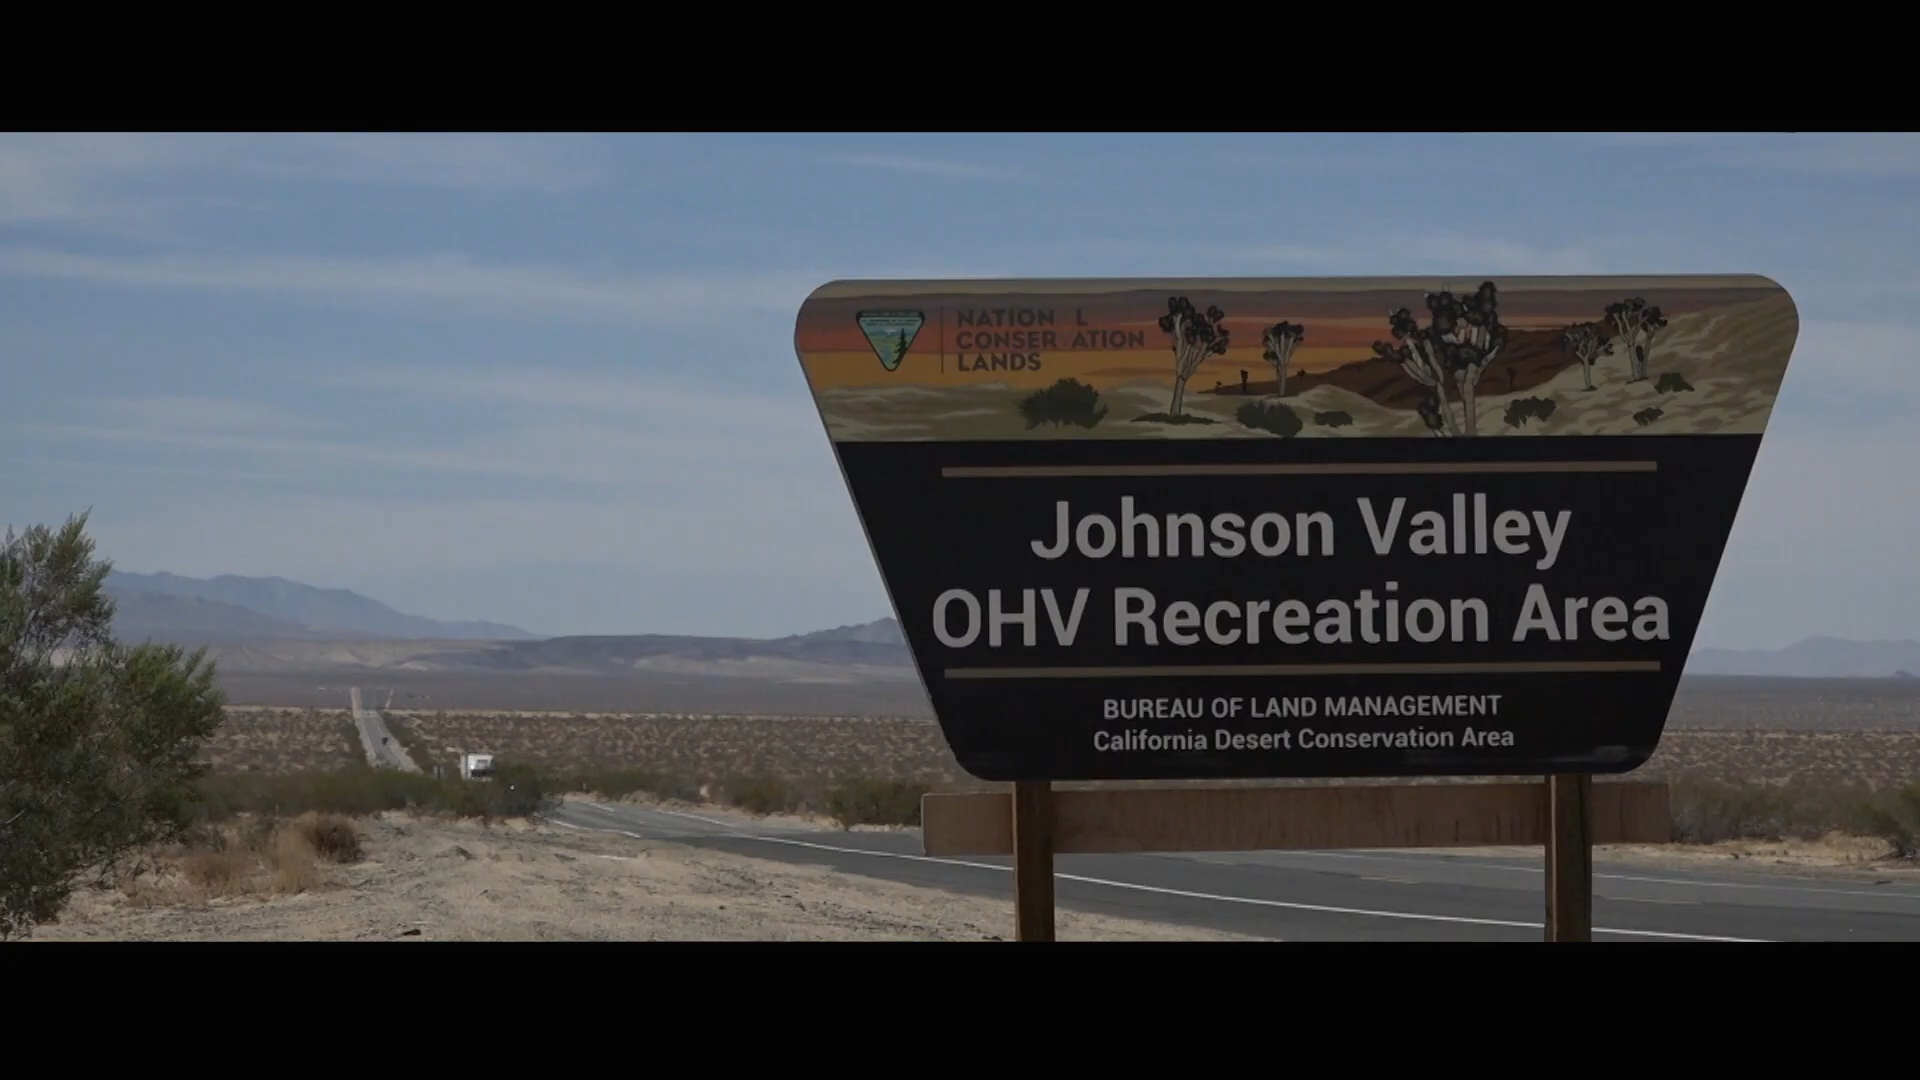 NATION L
CONSER ATION
LANDS
Johnson Valley
OHV Recreation Area
BUREAU OF LAND MANAGEMENT
California Desert Conservation Area